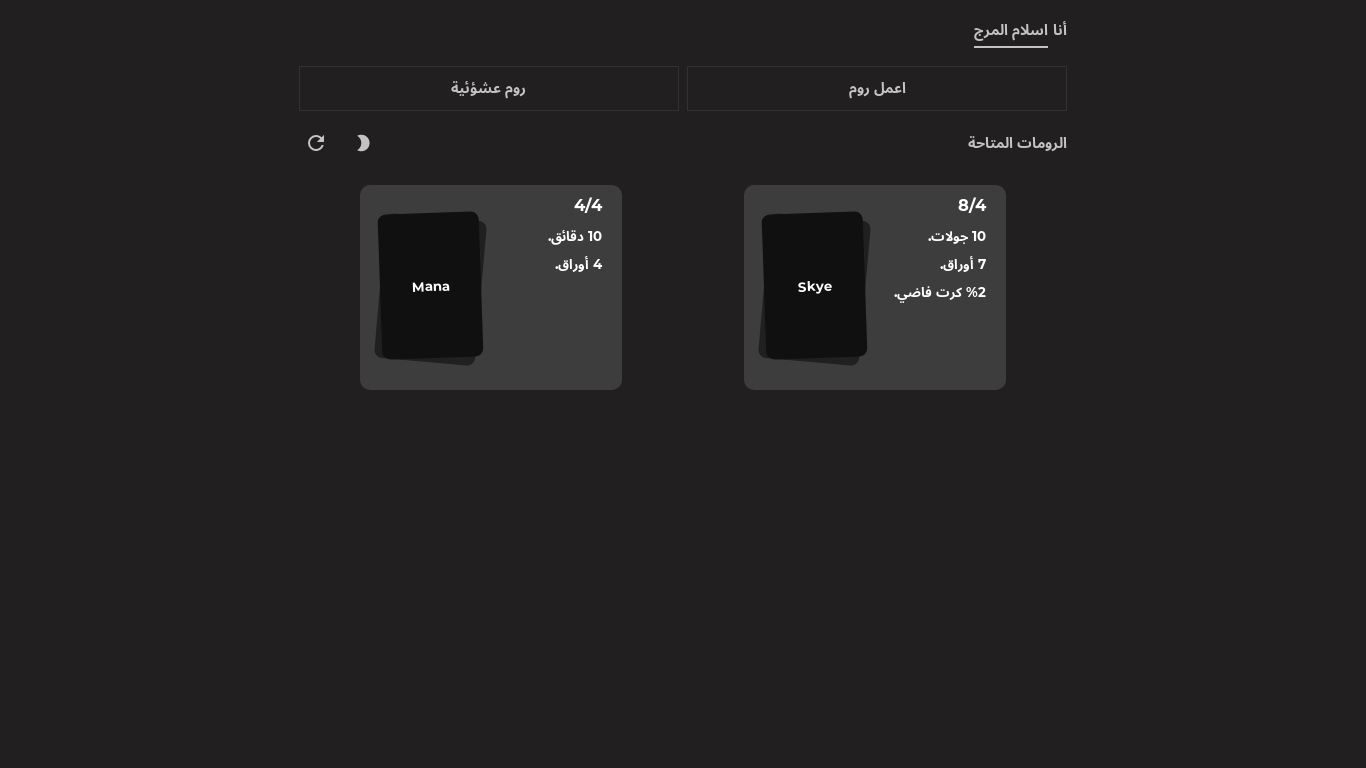 أنا اسلام المرج
اعمل روم
روم عشؤئية
الرومات المتاحة
8/4
10 جولات.
7 أوراق.
2% كرت فاضي.
Skye
4/4
10 دقائق.
4 أوراق.
Mana